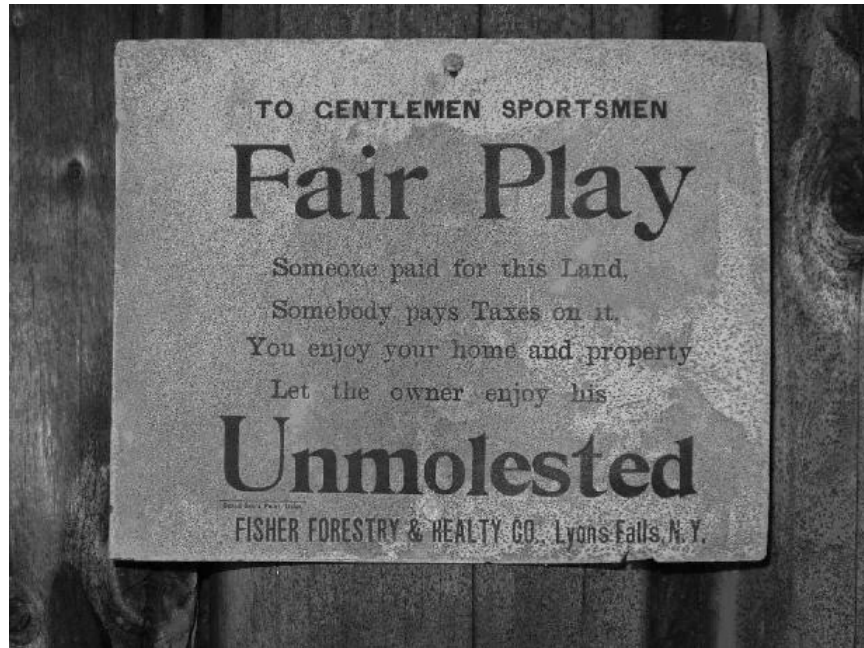 TO GENTLEMEN SPORTSMEN
Fair Play
Someone paid for this Land,
Somebody pays Taxes on it.
You enjoy your home and property
Let the owner enjoy his
Unmolested
FISHER FORESTRY & REALTY CO., Lyons Falls, N.Y.